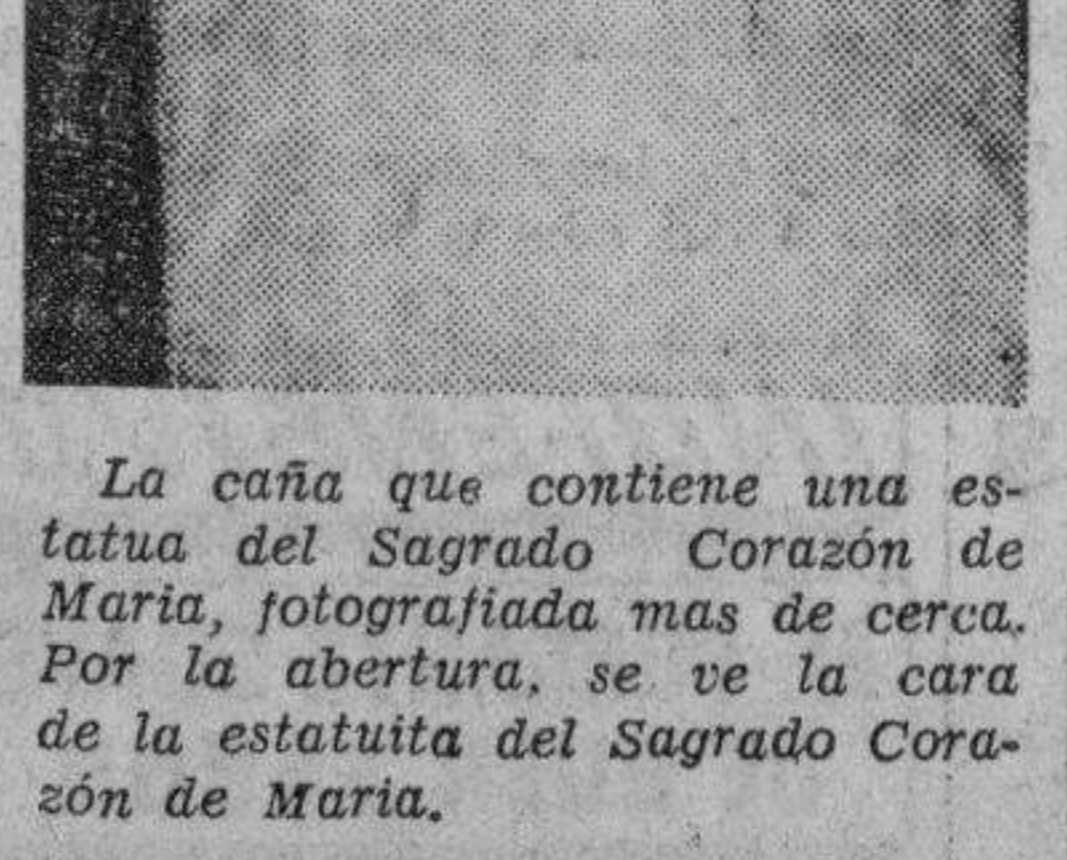 La caña que contiene una es-
tatua del Sagrado Corazón de
Maria, fotografiada mas de cerca.
Por la abertura, se ve la cara
de la estatuita del Sagrado Cora-
zón de Maria.